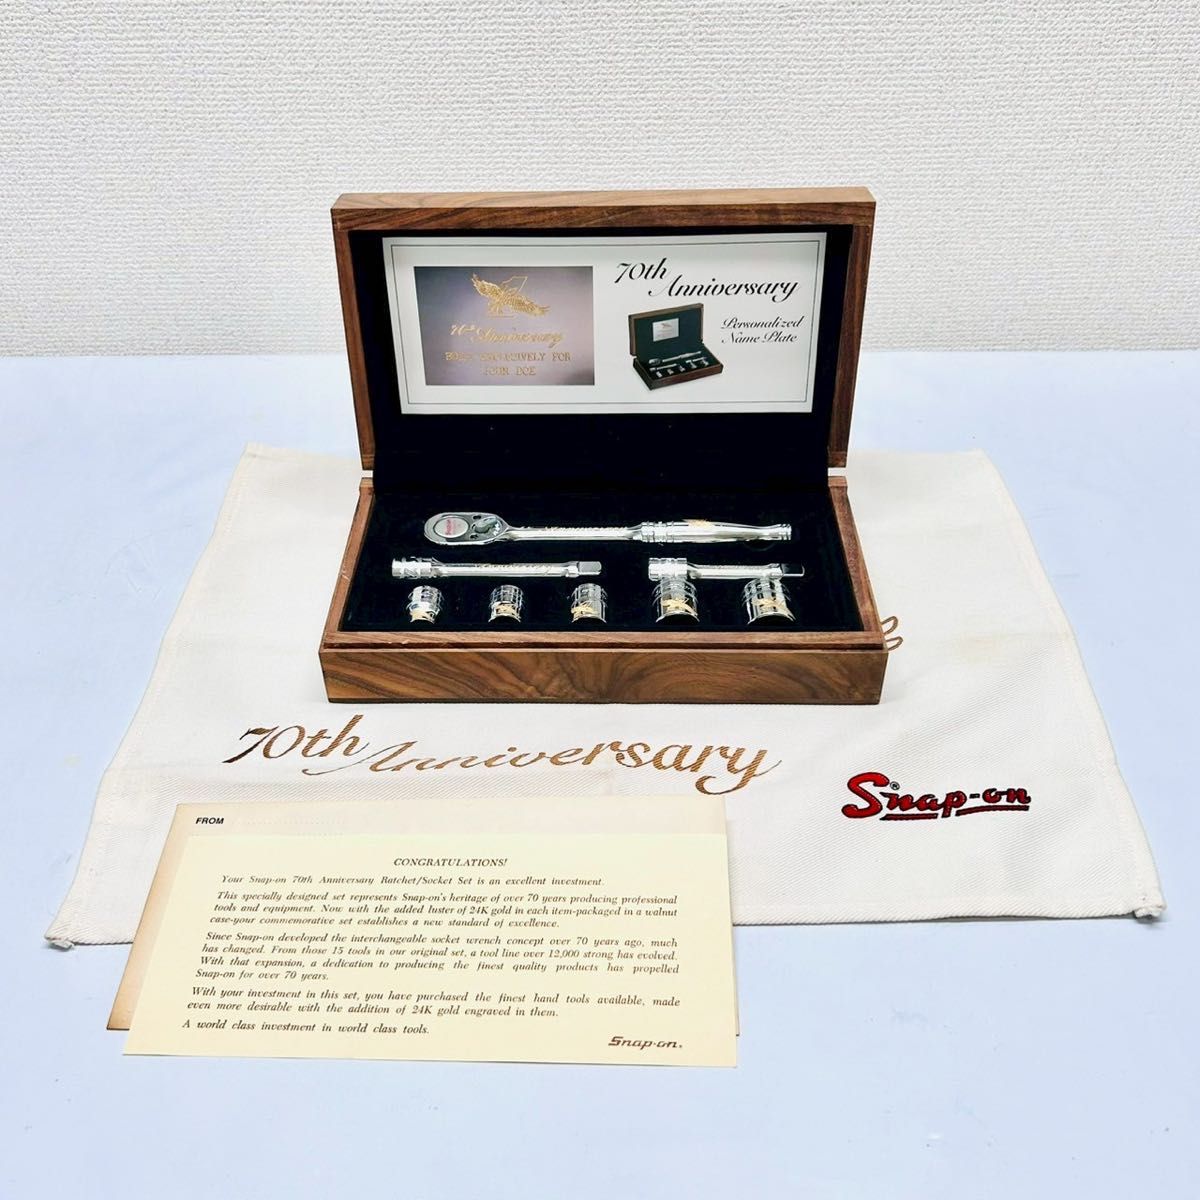 70th
Anniversary
Personalized
Name Plate
70th Anniversary
BUILT EXCLUSIVELY FOR
JOHN DOE
Snap-on
70th Anniversary
Snap-on
FROM
CONGRATULATIONS!
Your Snap-on 70th Anniversary Ratchet/Socket Set is an excellent investment.
This specially designed set represents Snap-on's heritage of over 70 years producing professional
tools and equipment. Now with the added luster of 24K gold in each item-packaged in a walnut
case-your commemorative set establishes a new standard of excellence.
Since Snap-on developed the interchangeable socket wrench concept over 70 years ago, much
has changed. From those 15 tools in our original set, a tool line over 12,000 strong has evolved.
With that expansion, a dedication to producing the finest quality products has propelled
Snap-on for over 70 years.
With your investment in this set, you have purchased the finest hand tools available, made
even more desirable with the addition of 24K gold engraved in them.
A world class investment in world class tools.
Snap-on®